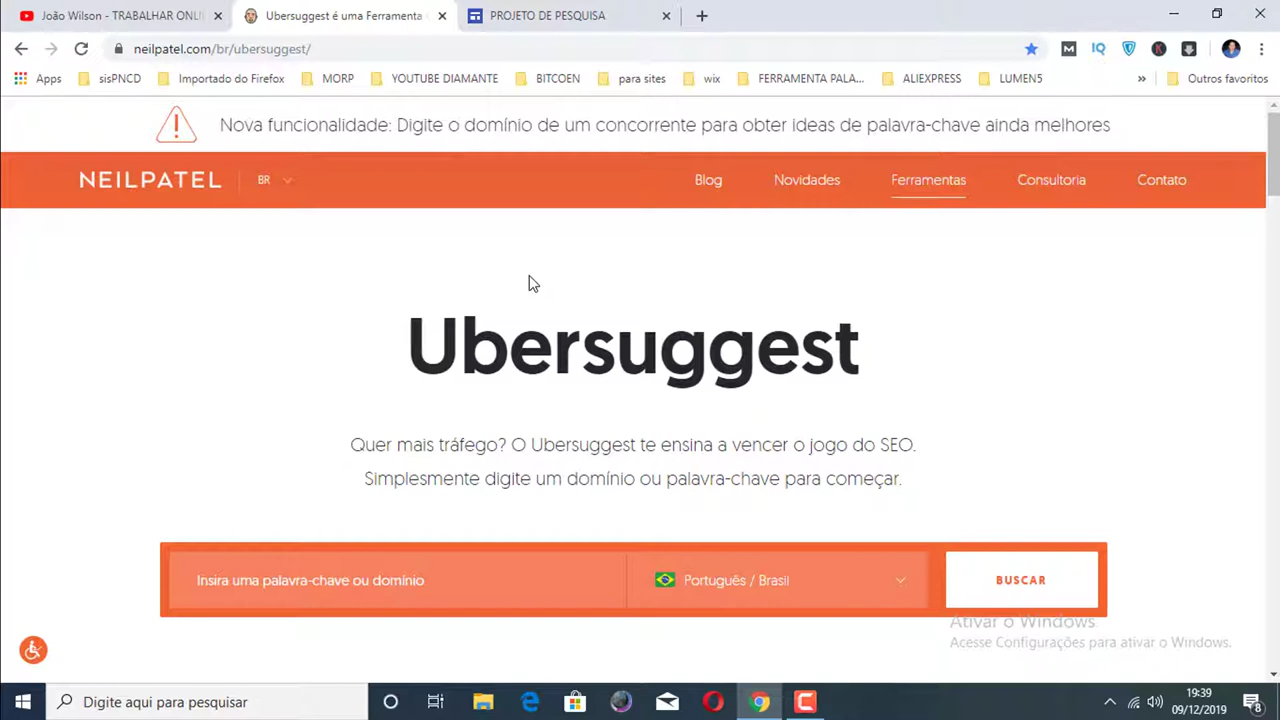 João Wilson - TRABALHAR ONLI
Ubersuggest é uma Ferramenta
PROJETO DE PESQUISA
neilpatel.com/br/ubersuggest/
Apps
sisPNCD
Importado do Firefox
MORP
YOUTUBE DIAMANTE
BITCOEN
para sites
wix
FERRAMENTA PALA...
ALIEXPRESS
LUMEN5
»
Outros favoritos
Nova funcionalidade: Digite o domínio de um concorrente para obter ideas de palavra-chave ainda melhores
NEILPATEL
BR
Blog
Novidades
Ferramentas
Consultoria
Contato
Ubersuggest
Quer mais tráfego? O Ubersuggest te ensina a vencer o jogo do SEO.
Simplesmente digite um domínio ou palavra-chave para começar.
Insira uma palavra-chave ou domínio
Português / Brasil
BUSCAR
Ativar o Windows
Acesse Configurações para ativar o Windows.
Digite aqui para pesquisar
19:39
09/12/2019
8